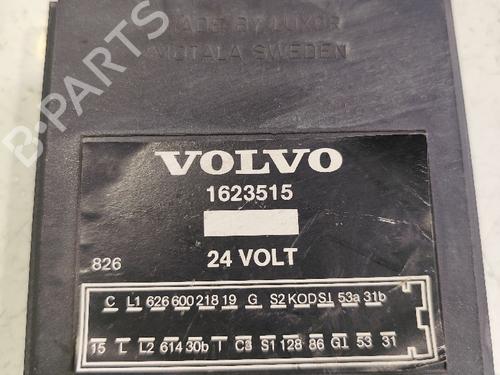 MADE BY LUXOR
MOTALA SWEDEN
B-PARTS
VOLVO
1623515
826
24 VOLT
C L1 626 600 218 19 G S2 KOD S1 53a 31b
15 L L2 614 30b T C3 S1 128 86 G1 53 31